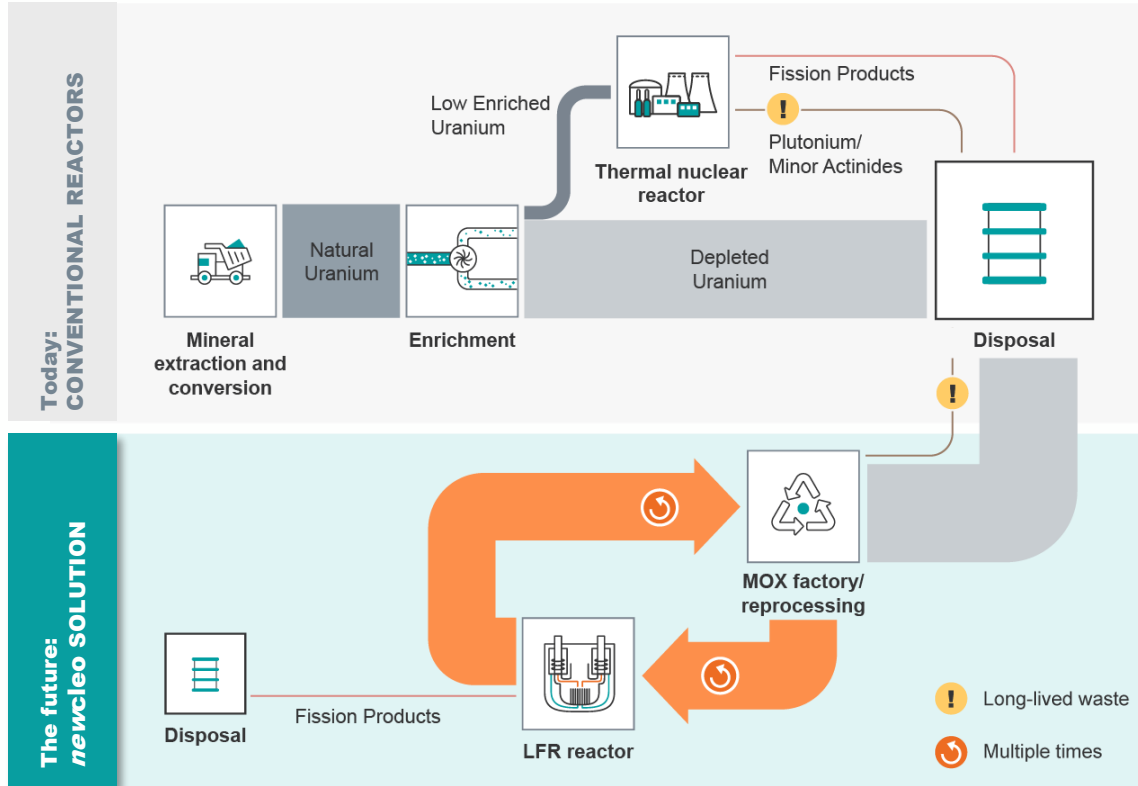 Today:
CONVENTIONAL REACTORS
Low Enriched
Uranium
Fission Products
!
Plutonium/
Minor Actinides
Thermal nuclear
reactor
Natural
Uranium
Depleted
Uranium
Mineral
extraction and
conversion
Enrichment
Disposal
!
The future:
newcleo SOLUTION
MOX factory/
reprocessing
Disposal
Fission Products
LFR reactor
! Long-lived waste
Multiple times